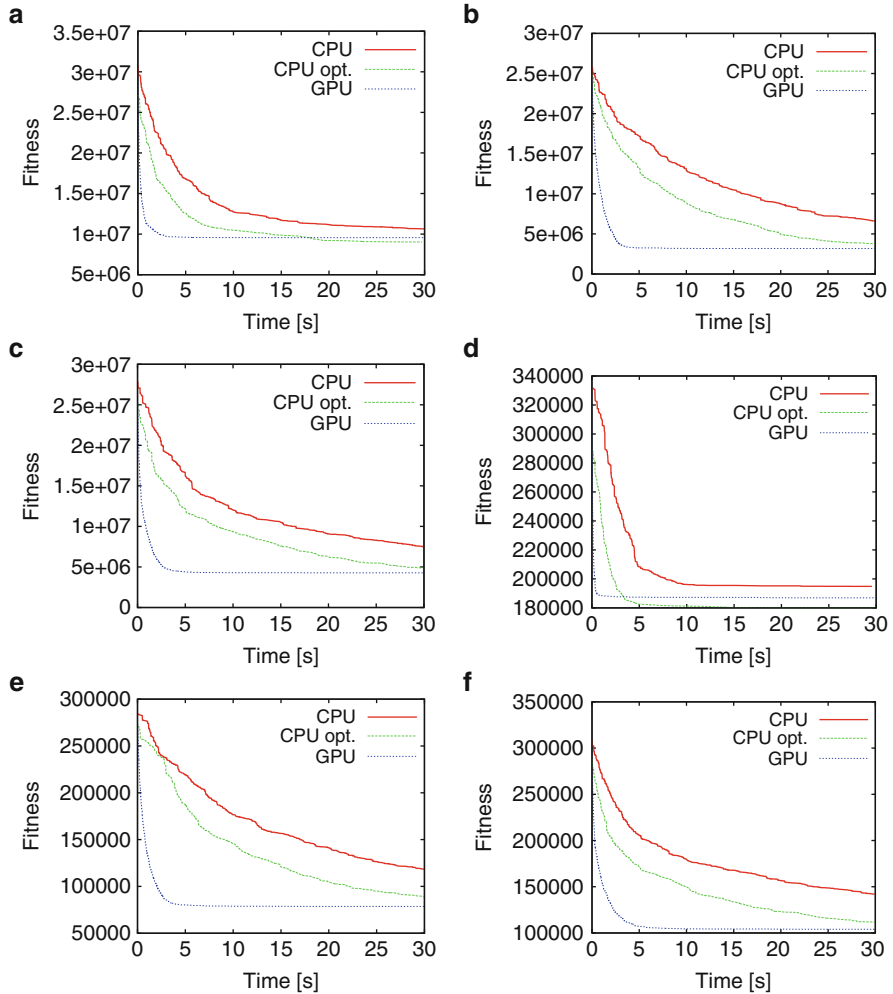 a
3.5e+07
3e+07
2.5e+07
2e+07
1.5e+07
1e+07
5e+06
Fitness
CPU
CPU opt.
GPU
0 5 10 15 20 25 30
Time [s]
b
3e+07
2.5e+07
2e+07
1.5e+07
1e+07
5e+06
0
Fitness
CPU
CPU opt.
GPU
0 5 10 15 20 25 30
Time [s]
c
3e+07
2.5e+07
2e+07
1.5e+07
1e+07
5e+06
0
Fitness
CPU
CPU opt.
GPU
0 5 10 15 20 25 30
Time [s]
d
340000
320000
300000
280000
260000
240000
220000
200000
180000
Fitness
CPU
CPU opt.
GPU
0 5 10 15 20 25 30
Time [s]
e
300000
250000
200000
150000
100000
50000
Fitness
CPU
CPU opt.
GPU
0 5 10 15 20 25 30
Time [s]
f
350000
300000
250000
200000
150000
100000
Fitness
CPU
CPU opt.
GPU
0 5 10 15 20 25 30
Time [s]